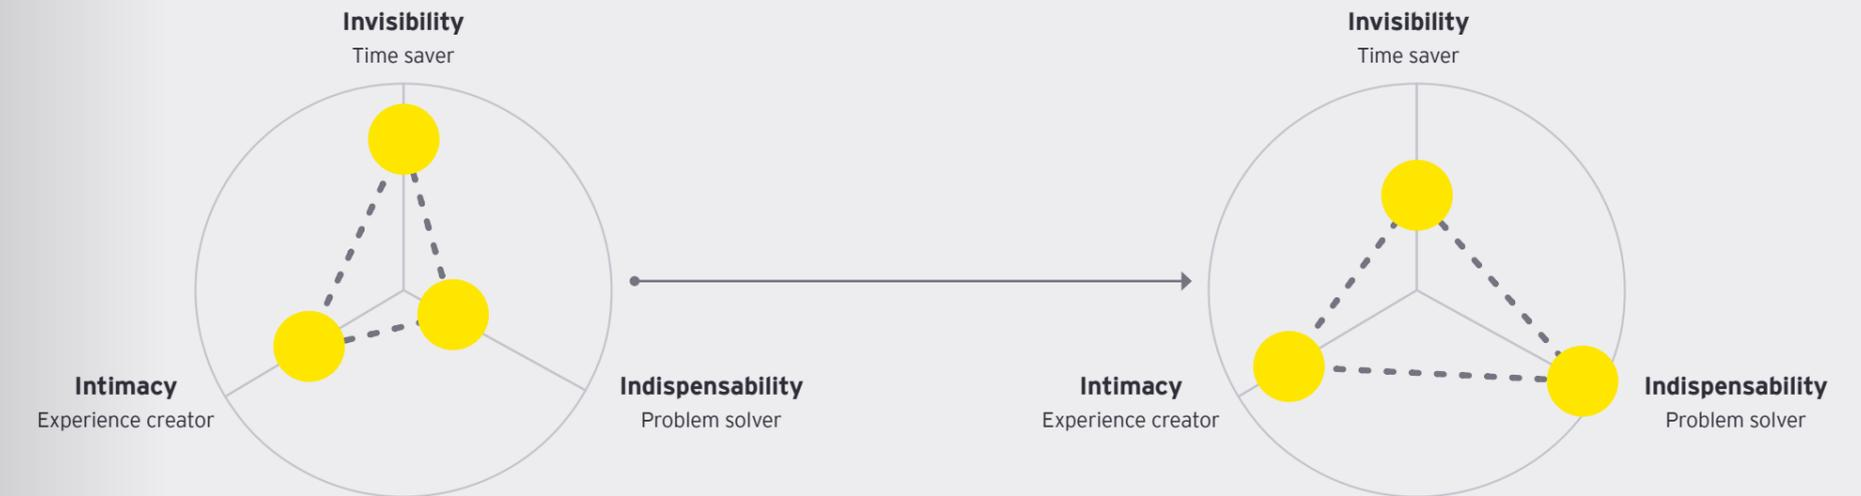 Invisibility
Time saver
Intimacy
Experience creator
Indispensability
Problem solver
Invisibility
Time saver
Intimacy
Experience creator
Indispensability
Problem solver